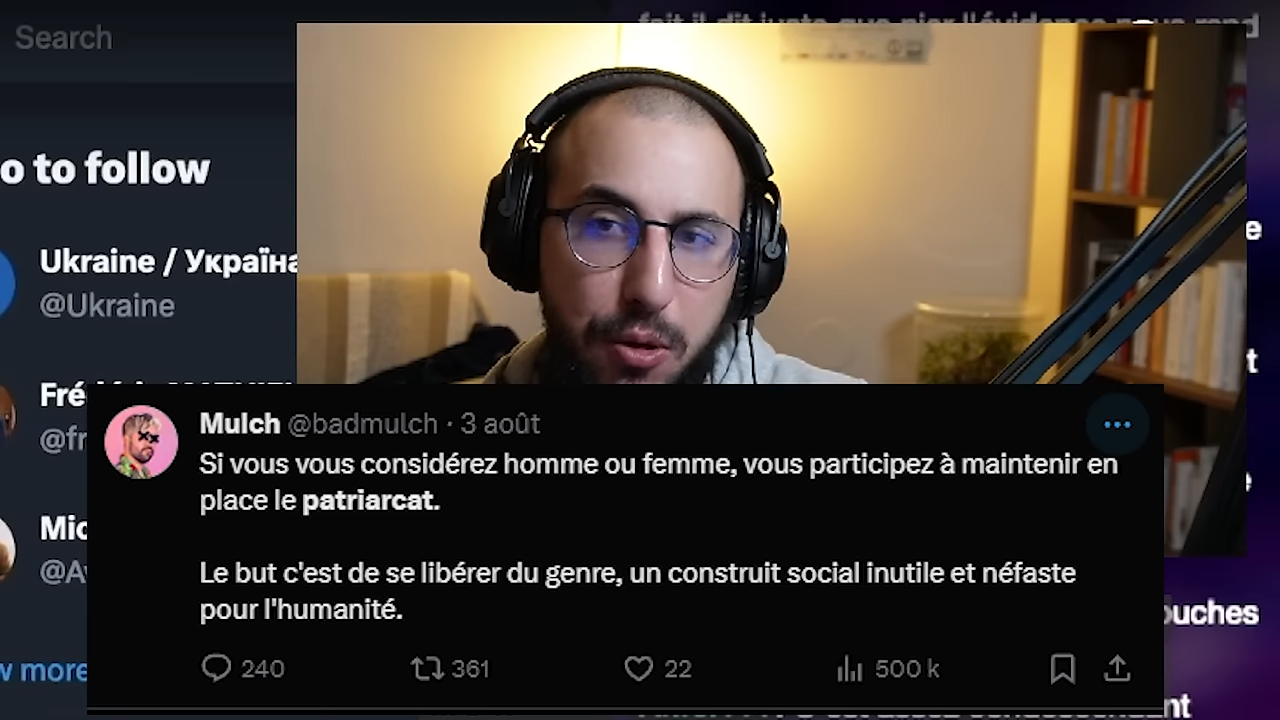 Search
o to follow
Ukraine / Україна
@Ukraine
Fré
@fr
Mic
w more
Mulch @badmulch · 3 août
Si vous vous considérez homme ou femme, vous participez à maintenir en
place le patriarcat.
Le but c'est de se libérer du genre, un construit social inutile et néfaste
pour l'humanité.
240 361 22 500 k
ouches